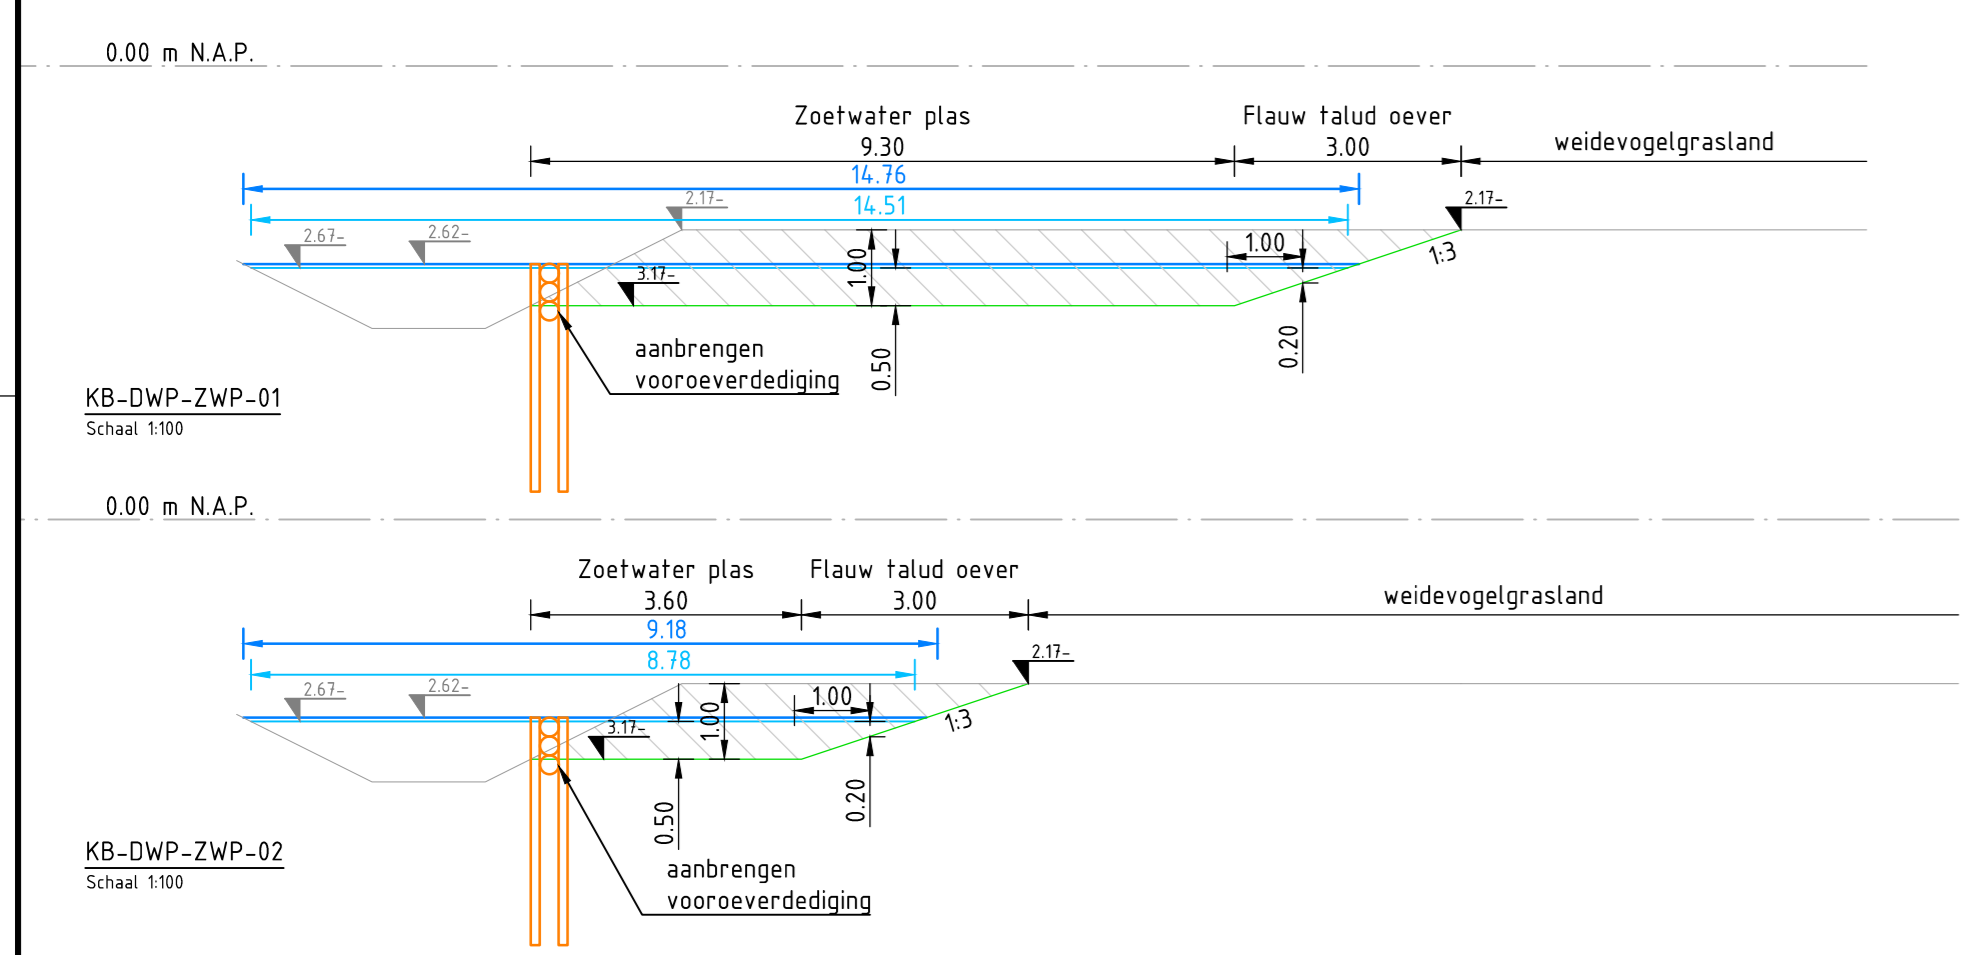 0.00 m N.A.P.
Zoetwater plas
Flauw talud oever
weidevogelgrasland
9.30
3.00
14.76
14.51
2.17-
2.17-
2.67-
2.62-
3.17-
1.00
1.00
1:3
0.50
0.20
aanbrengen
vooroeverdediging
KB-DWP-ZWP-01
Schaal 1:100
0.00 m N.A.P.
Zoetwater plas
Flauw talud oever
weidevogelgrasland
3.60
3.00
9.18
8.78
2.17-
2.67-
2.62-
3.17-
1.00
1.00
1:3
0.50
0.20
aanbrengen
vooroeverdediging
KB-DWP-ZWP-02
Schaal 1:100